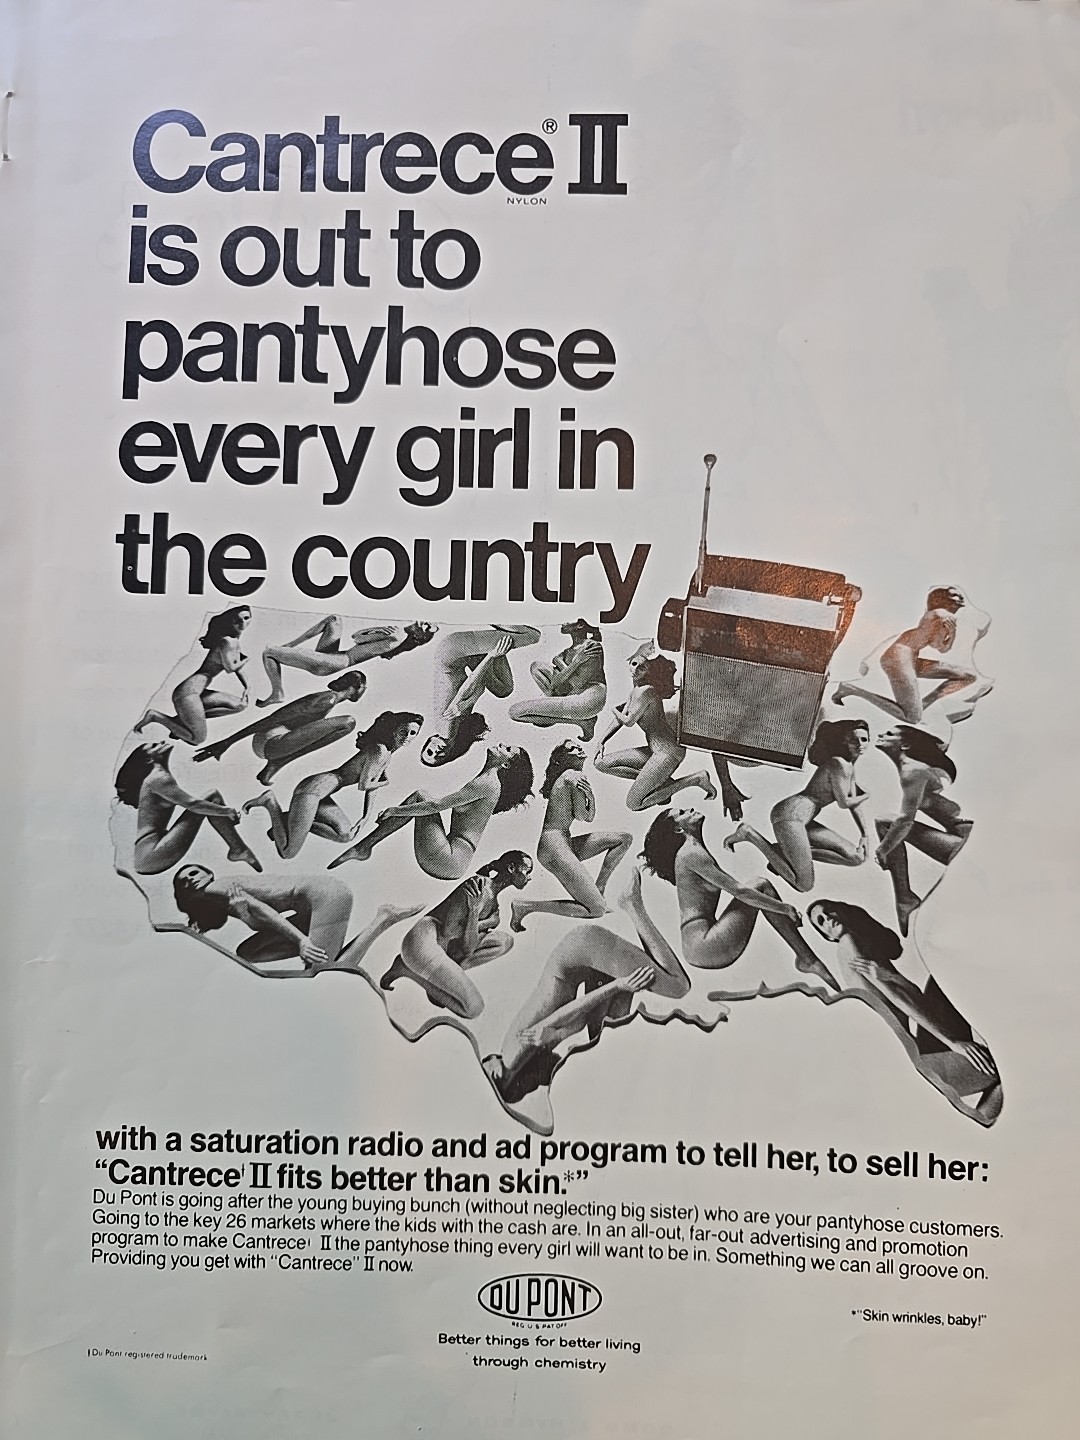 Cantrece® II
NYLON
is out to
pantyhose
every girl in
the country
with a saturation radio and ad program to tell her, to sell her:
“Cantrece† II fits better than skin.*”
Du Pont is going after the young buying bunch (without neglecting big sister) who are your pantyhose customers.
Going to the key 26 markets where the kids with the cash are. In an all-out, far-out advertising and promotion
program to make Cantrece† II the pantyhose thing every girl will want to be in. Something we can all groove on.
Providing you get with “Cantrece” II now.
DU PONT
REG. U.S. PAT. OFF.
*“Skin wrinkles, baby!”
Better things for better living
through chemistry
† Du Pont registered trademark